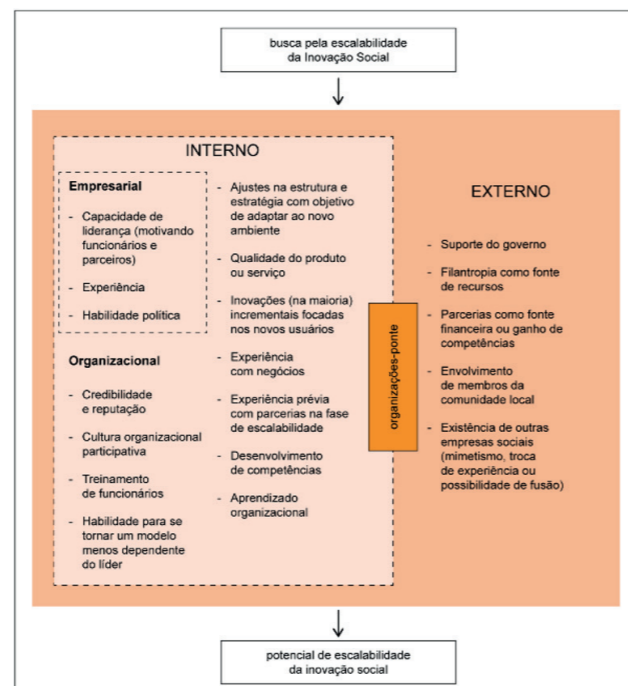 busca pela escalabilidade
da Inovação Social
INTERNO
Empresarial
- Capacidade de
liderança (motivando
funcionários e
parceiros)
- Experiência
- Habilidade política
Organizacional
- Credibilidade
e reputação
- Cultura organizacional
participativa
- Treinamento
de funcionários
- Habilidade para se
tornar um modelo
menos dependente
do líder
- Ajustes na estrutura e
estratégia com objetivo
de adaptar ao novo
ambiente
- Qualidade do produto
ou serviço
- Inovações (na maioria)
incrementais focadas
nos novos usuários
- Experiência
com negócios
- Experiência prévia
com parcerias na fase
de escalabilidade
- Desenvolvimento
de competências
- Aprendizado
organizacional
organizações-ponte
EXTERNO
- Suporte do governo
- Filantropia como fonte
de recursos
- Parcerias como fonte
financeira ou ganho de
competências
- Envolvimento
de membros da
comunidade local
- Existência de outras
empresas sociais
(mimetismo, troca
de experiência ou
possibilidade de fusão)
potencial de escalabilidade
da inovação social